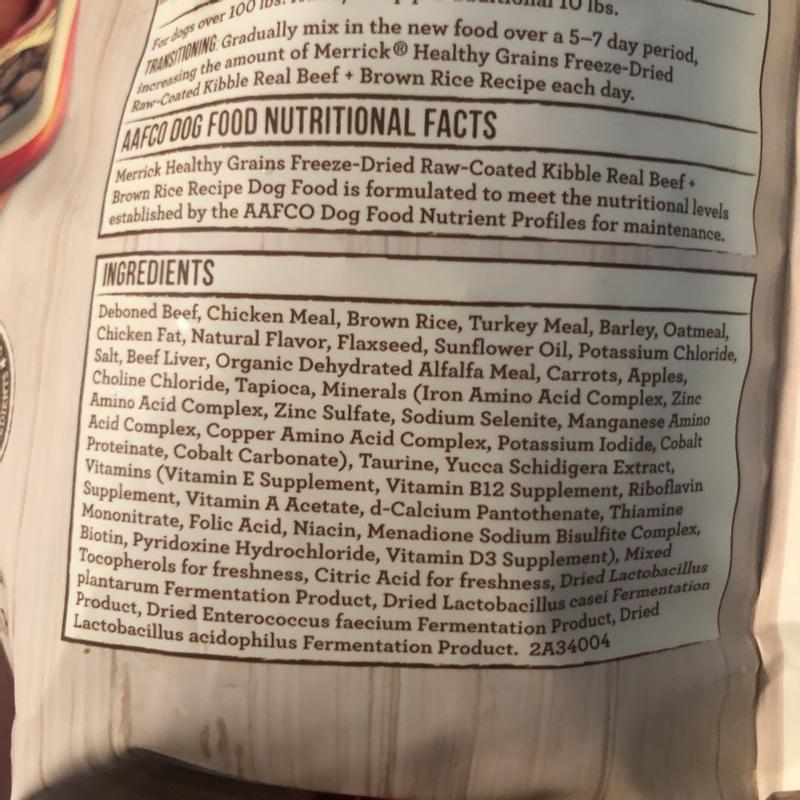 For dogs over 100 lbs. 10 lbs.
TRANSITIONING: Gradually mix in the new food over a 5–7 day period,
increasing the amount of Merrick® Healthy Grains Freeze-Dried
Raw-Coated Kibble Real Beef + Brown Rice Recipe each day.
AAFCO DOG FOOD NUTRITIONAL FACTS
Merrick Healthy Grains Freeze-Dried Raw-Coated Kibble Real Beef +
Brown Rice Recipe Dog Food is formulated to meet the nutritional levels
established by the AAFCO Dog Food Nutrient Profiles for maintenance.
INGREDIENTS
Deboned Beef, Chicken Meal, Brown Rice, Turkey Meal, Barley, Oatmeal,
Chicken Fat, Natural Flavor, Flaxseed, Sunflower Oil, Potassium Chloride,
Salt, Beef Liver, Organic Dehydrated Alfalfa Meal, Carrots, Apples,
Choline Chloride, Tapioca, Minerals (Iron Amino Acid Complex, Zinc
Amino Acid Complex, Zinc Sulfate, Sodium Selenite, Manganese Amino
Acid Complex, Copper Amino Acid Complex, Potassium Iodide, Cobalt
Proteinate, Cobalt Carbonate), Taurine, Yucca Schidigera Extract,
Vitamins (Vitamin E Supplement, Vitamin B12 Supplement, Riboflavin
Supplement, Vitamin A Acetate, d-Calcium Pantothenate, Thiamine
Mononitrate, Folic Acid, Niacin, Menadione Sodium Bisulfite Complex,
Biotin, Pyridoxine Hydrochloride, Vitamin D3 Supplement), Mixed
Tocopherols for freshness, Citric Acid for freshness, Dried Lactobacillus
plantarum Fermentation Product, Dried Lactobacillus casei Fermentation
Product, Dried Enterococcus faecium Fermentation Product, Dried
Lactobacillus acidophilus Fermentation Product. 2A34004